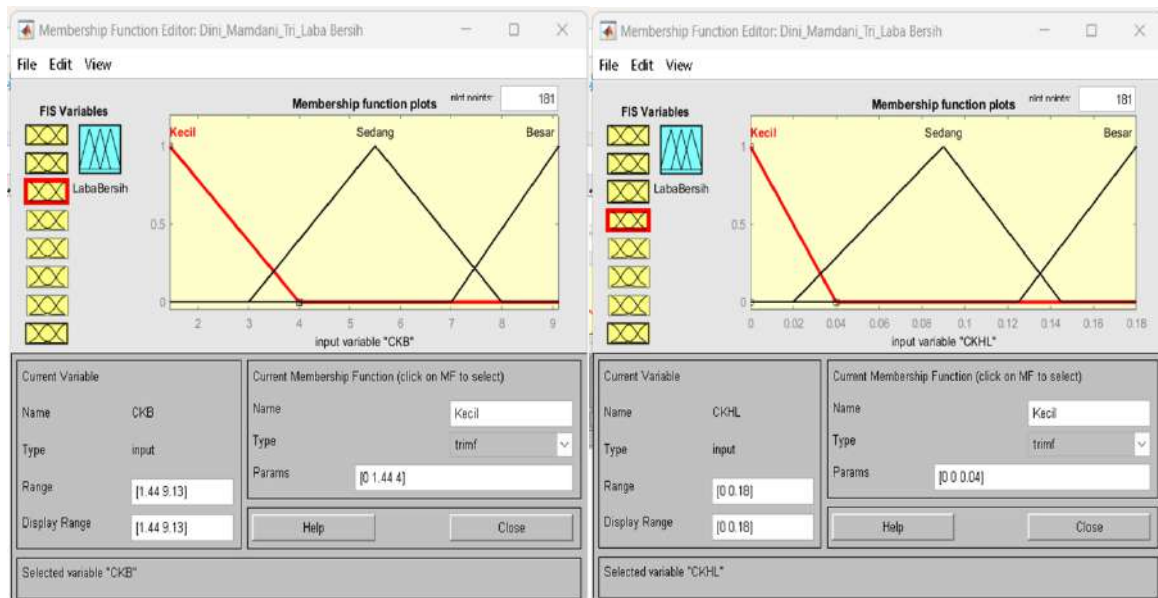 Membership Function Editor: Dini_Mamdani_Tri_Laba Bersih
File Edit View
FIS Variables
LabaBersih
Membership function plots
plot points:
181
Kecil
Sedang
Besar
1
0.5
0
2 3 4 5 6 7 8 9
input variable "CKB"
Current Variable
Name CKB
Type input
Range [1.44 9.13]
Display Range [1.44 9.13]
Current Membership Function (click on MF to select)
Name Kecil
Type trimf
Params [0 1.44 4]
Help Close
Selected variable "CKB"
Membership Function Editor: Dini_Mamdani_Tri_Laba Bersih
File Edit View
FIS Variables
LabaBersih
Membership function plots
plot points:
181
Kecil
Sedang
Besar
1
0.5
0
0 0.02 0.04 0.06 0.08 0.1 0.12 0.14 0.16 0.18
input variable "CKHL"
Current Variable
Name CKHL
Type input
Range [0 0.18]
Display Range [0 0.18]
Current Membership Function (click on MF to select)
Name Kecil
Type trimf
Params [0 0 0.04]
Help Close
Selected variable "CKHL"